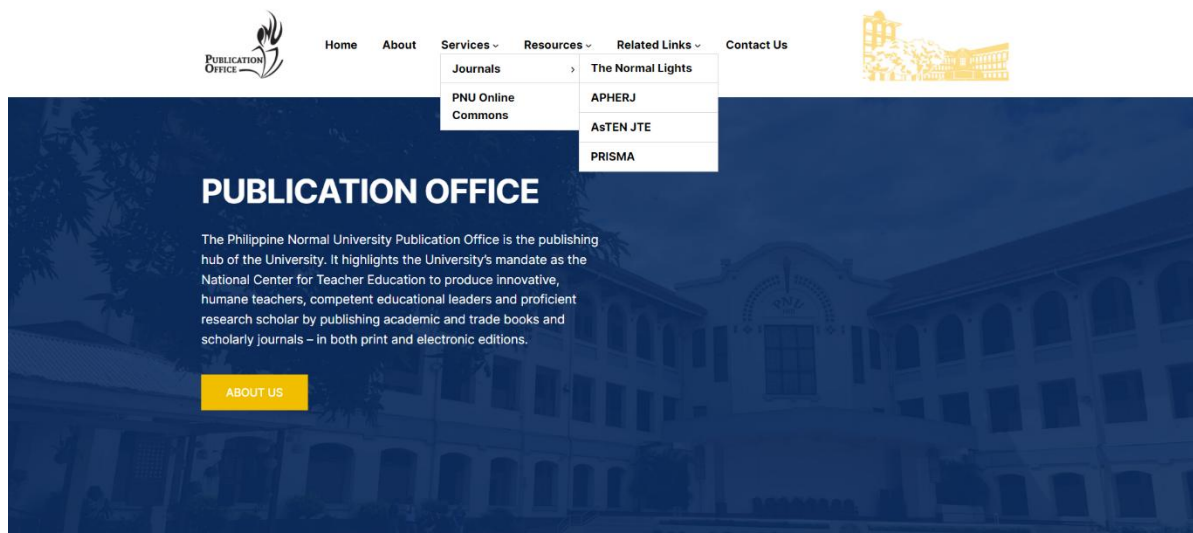 PUBLICATION
OFFICE
Home About Services Resources Related Links Contact Us
Journals
The Normal Lights
PNU Online
Commons
APHERJ
AsTEN JTE
PRISMA
PUBLICATION OFFICE
The Philippine Normal University Publication Office is the publishing
hub of the University. It highlights the University’s mandate as the
National Center for Teacher Education to produce innovative,
humane teachers, competent educational leaders and proficient
research scholar by publishing academic and trade books and
scholarly journals – in both print and electronic editions.
ABOUT US
PNU